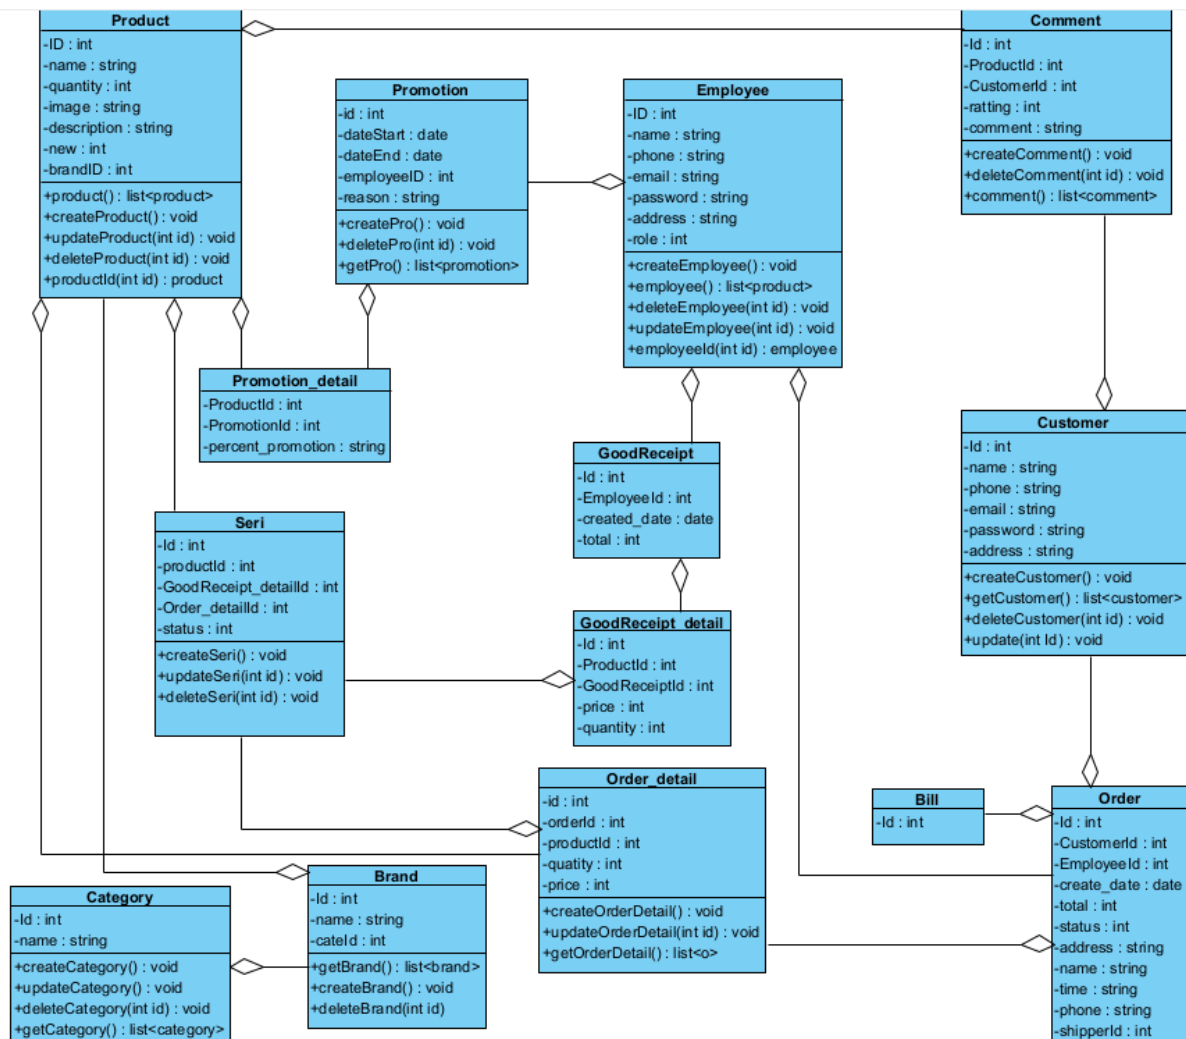 Product
-ID : int
-name : string
-quantity : int
-image : string
-description : string
-new : int
-brandID : int
+product() : list<product>
+createProduct() : void
+updateProduct(int id) : void
+deleteProduct(int id) : void
+productId(int id) : product
Promotion
-id : int
-dateStart : date
-dateEnd : date
-employeeID : int
-reason : string
+createPro() : void
+deletePro(int id) : void
+getPro() : list<promotion>
Employee
-ID : int
-name : string
-phone : string
-email : string
-password : string
-address : string
-role : int
+createEmployee() : void
+employee() : list<product>
+deleteEmployee(int id) : void
+updateEmployee(int id) : void
+employeeId(int id) : employee
Comment
-Id : int
-ProductId : int
-CustomerId : int
-ratting : int
-comment : string
+createComment() : void
+deleteComment(int id) : void
+comment() : list<comment>
Promotion_detail
-ProductId : int
-PromotionId : int
-percent_promotion : string
GoodReceipt
-Id : int
-EmployeeId : int
-created_date : date
-total : int
Customer
-Id : int
-name : string
-phone : string
-email : string
-password : string
-address : string
+createCustomer() : void
+getCustomer() : list<customer>
+deleteCustomer(int id) : void
+update(int Id) : void
Seri
-Id : int
-productId : int
-GoodReceipt_detailId : int
-Order_detailId : int
-status : int
+createSeri() : void
+updateSeri(int id) : void
+deleteSeri(int id) : void
GoodReceipt_detail
-Id : int
-ProductId : int
-GoodReceiptId : int
-price : int
-quantity : int
Order_detail
-id : int
-orderId : int
-productId : int
-quatity : int
-price : int
+createOrderDetail() : void
+updateOrderDetail(int id) : void
+getOrderDetail() : list<o>
Bill
-Id : int
Order
-Id : int
-CustomerId : int
-EmployeeId : int
-create_date : date
-total : int
-status : int
-address : string
-name : string
-time : string
-phone : string
-shipperId : int
Brand
-Id : int
-name : string
-cateId : int
+getBrand() : list<brand>
+createBrand() : void
+deleteBrand(int id)
Category
-Id : int
-name : string
+createCategory() : void
+updateCategory() : void
+deleteCategory(int id) : void
+getCategory() : list<category>